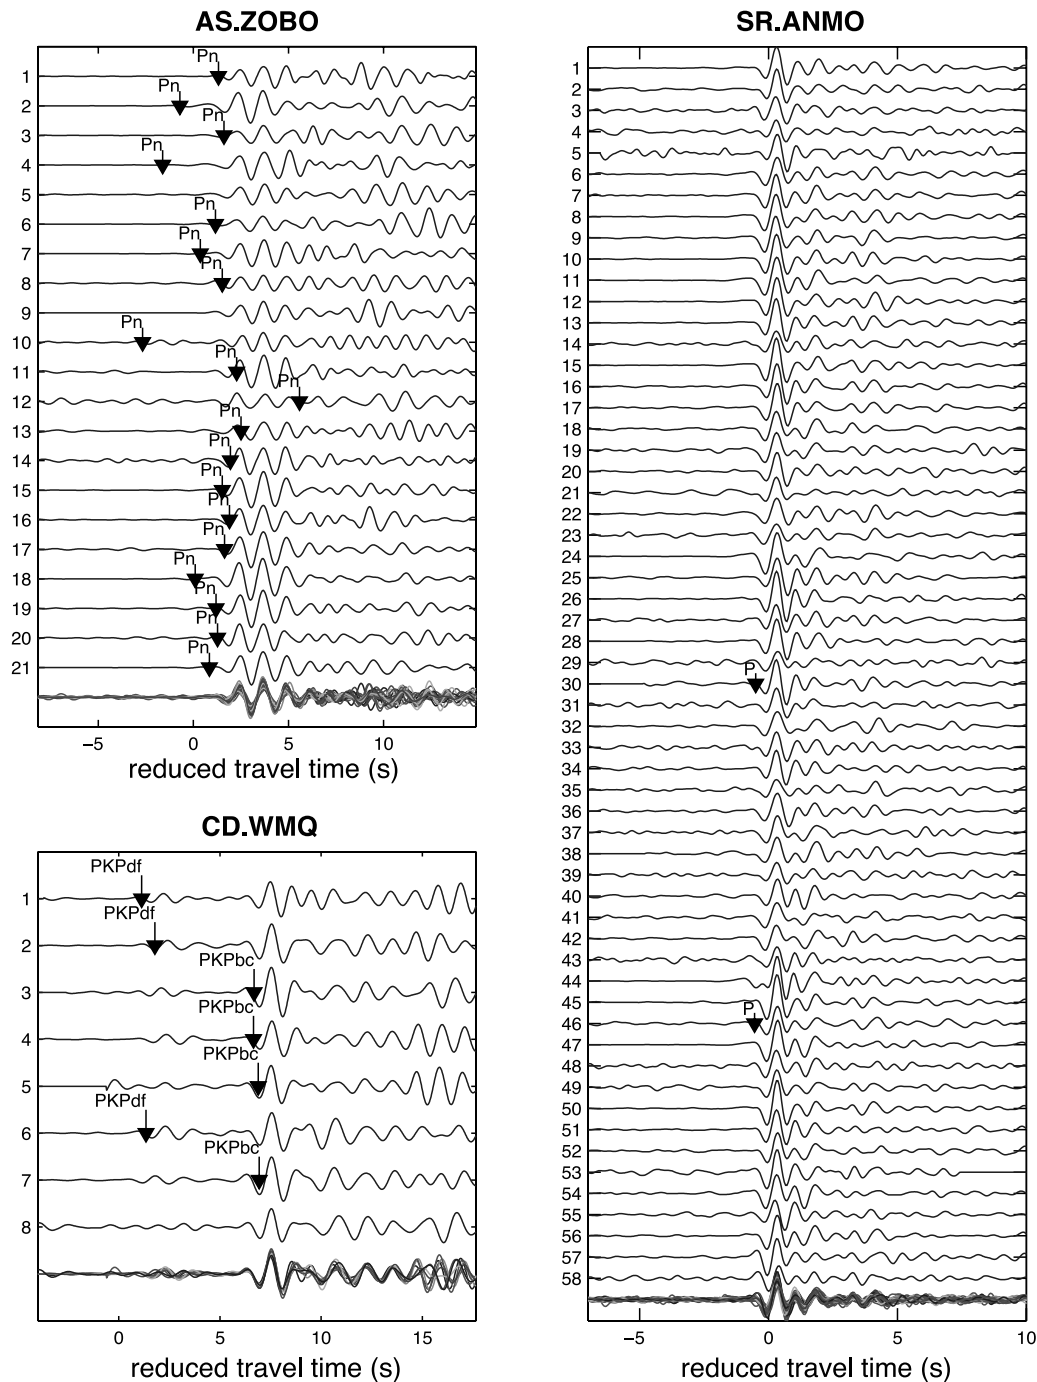 AS.ZOBO
Pn
1
Pn
2
Pn
3
Pn
4
5
Pn
6
Pn
7
Pn
8
9
Pn
10
Pn
11
Pn
12
Pn
13
Pn
14
Pn
15
Pn
16
Pn
17
Pn
18
Pn
19
Pn
20
Pn
21
−5 0 5 10
reduced travel time (s)
CD.WMQ
PKPdf
1
PKPdf
2
PKPbc
3
PKPbc
4
PKPbc
5
PKPdf
6
PKPbc
7
8
0 5 10 15
reduced travel time (s)
SR.ANMO
1
2
3
4
5
6
7
8
9
10
11
12
13
14
15
16
17
18
19
20
21
22
23
24
25
26
27
28
29
P
30
31
32
33
34
35
36
37
38
39
40
41
42
43
44
45
P
46
47
48
49
50
51
52
53
54
55
56
57
58
−5 0 5 10
reduced travel time (s)